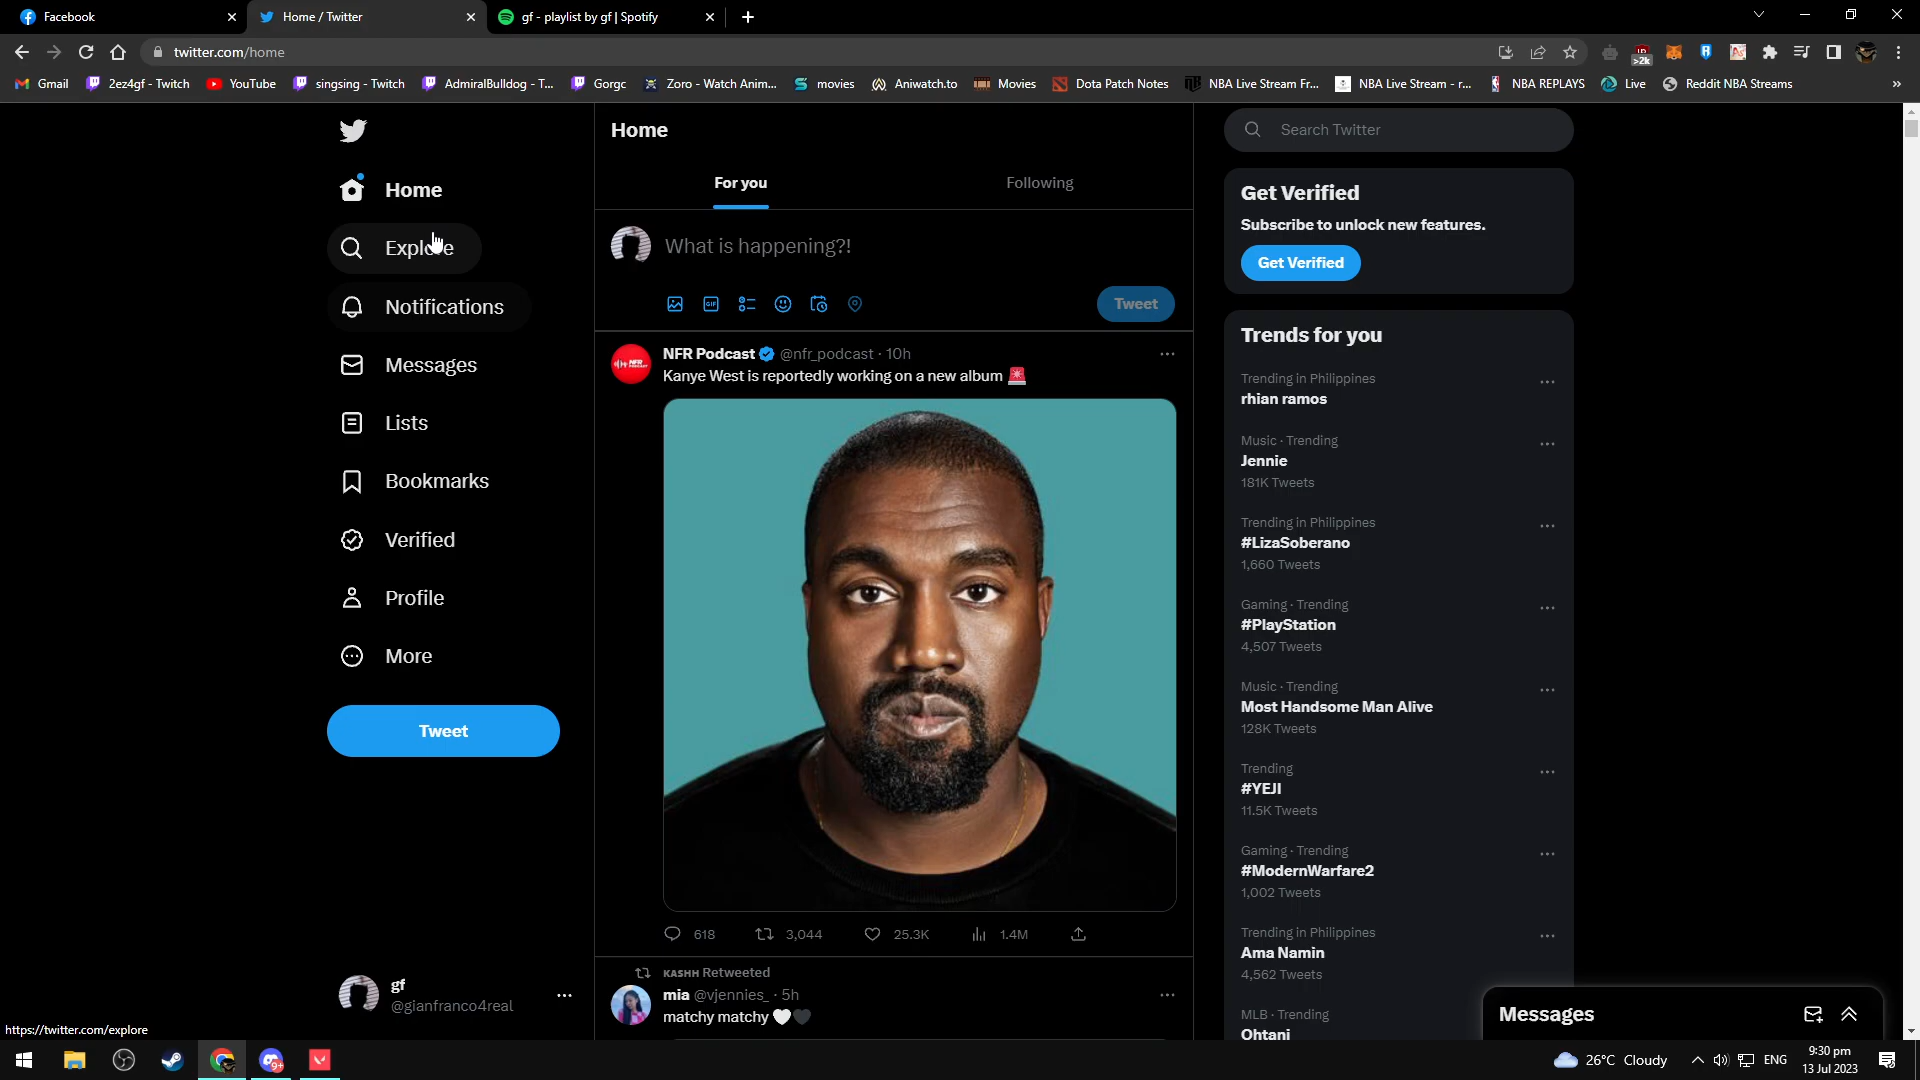 Facebook
Home / Twitter
gf - playlist by gf | Spotify
twitter.com/home
>2k
Gmail
2ez4gf - Twitch
YouTube
singsing - Twitch
AdmiralBulldog - T...
Gorgc
Zoro - Watch Anim...
movies
Aniwatch.to
Movies
Dota Patch Notes
NBA Live Stream Fr...
NBA Live Stream - r...
NBA REPLAYS
Live
Reddit NBA Streams
»
Home
Explore
Notifications
Messages
Lists
Bookmarks
Verified
Profile
More
Tweet
gf
@gianfranco4real
https://twitter.com/explore
Home
For you
Following
What is happening?!
GIF
Tweet
NFR Podcast @nfr_podcast · 10h
Kanye West is reportedly working on a new album 🚨
618
3,044
25.3K
1.4M
KASHH Retweeted
mia @vjennies_ · 5h
matchy matchy 🤍🖤
Search Twitter
Get Verified
Subscribe to unlock new features.
Get Verified
Trends for you
Trending in Philippines
rhian ramos
Music · Trending
Jennie
181K Tweets
Trending in Philippines
#LizaSoberano
1,660 Tweets
Gaming · Trending
#PlayStation
4,507 Tweets
Music · Trending
Most Handsome Man Alive
128K Tweets
Trending
#YEJI
11.5K Tweets
Gaming · Trending
#ModernWarfare2
1,002 Tweets
Trending in Philippines
Ama Namin
4,562 Tweets
MLB · Trending
Ohtani
Messages
9+
26°C Cloudy
ENG
9:30 pm
13 Jul 2023